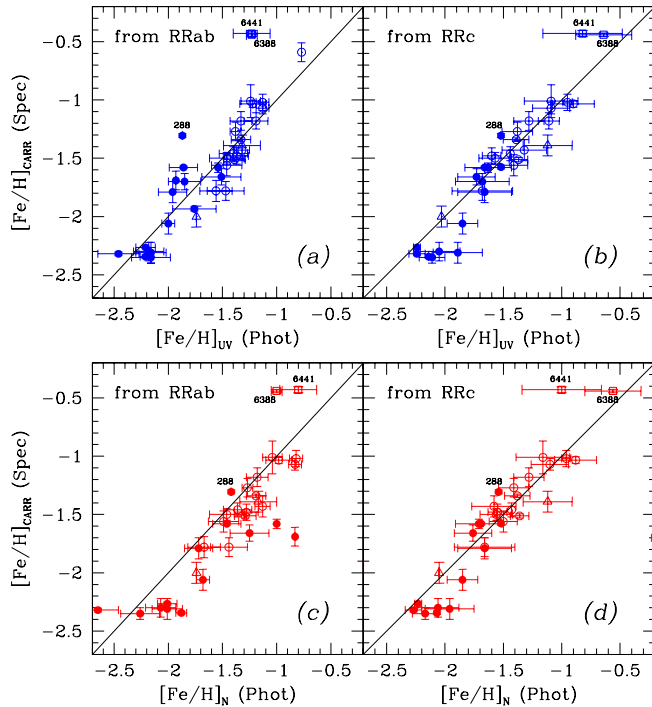 from RRab
6441
6388
288
(a)
from RRc
6441
6388
288
(b)
[Fe/H]CARR (Spec)
−0.5
−1
−1.5
−2
−2.5
−2.5 −2 −1.5 −1 −0.5
−2.5 −2 −1.5 −1 −0.5
[Fe/H]UV (Phot)
[Fe/H]UV (Phot)
from RRab
6441
6388
288
(c)
from RRc
6441
6388
288
(d)
[Fe/H]CARR (Spec)
−0.5
−1
−1.5
−2
−2.5
−2.5 −2 −1.5 −1 −0.5
−2.5 −2 −1.5 −1 −0.5
[Fe/H]N (Phot)
[Fe/H]N (Phot)